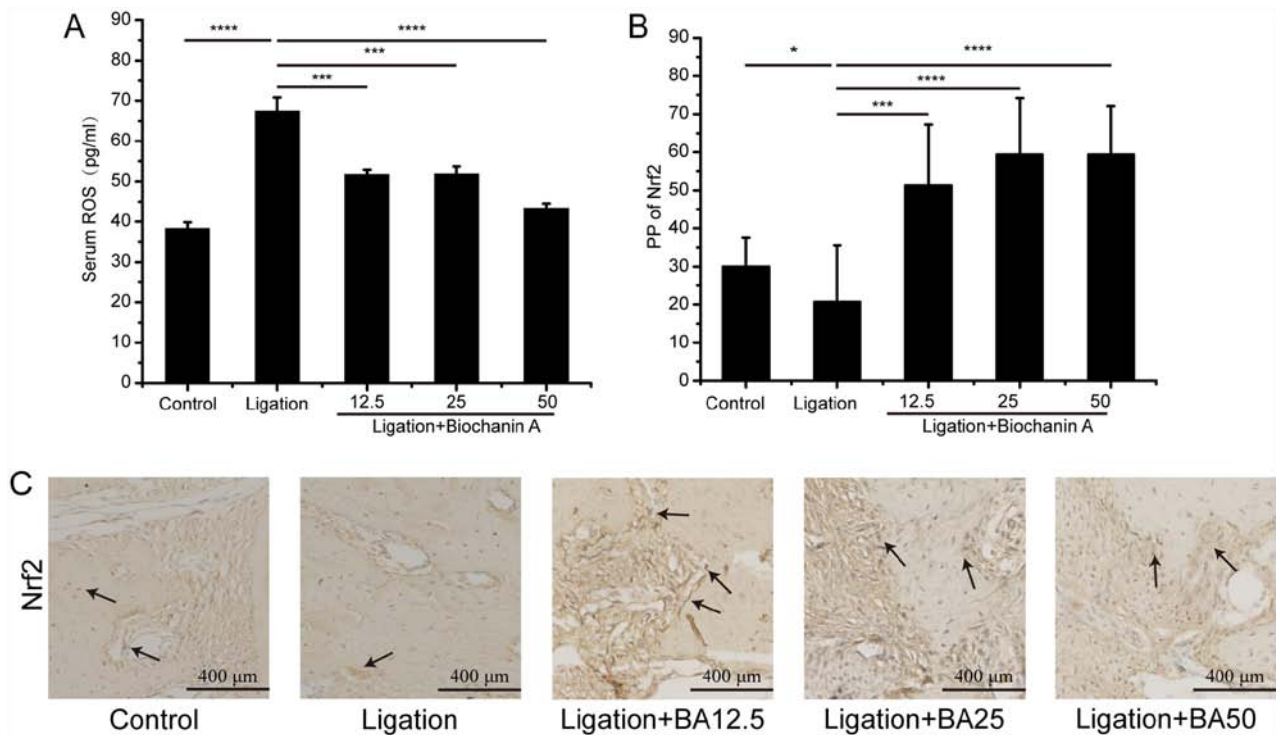 A
90
80
70
60
50
40
30
20
10
0
Serum ROS (pg/ml)
**** ****
***
***
Control Ligation 12.5 25 50
Ligation+Biochanin A
B
90
80
70
60
50
40
30
20
10
0
PP of Nrf2
* ****
****
***
Control Ligation 12.5 25 50
Ligation+Biochanin A
C
Nrf2
400 μm 400 μm 400 μm 400 μm 400 μm
Control Ligation Ligation+BA12.5 Ligation+BA25 Ligation+BA50